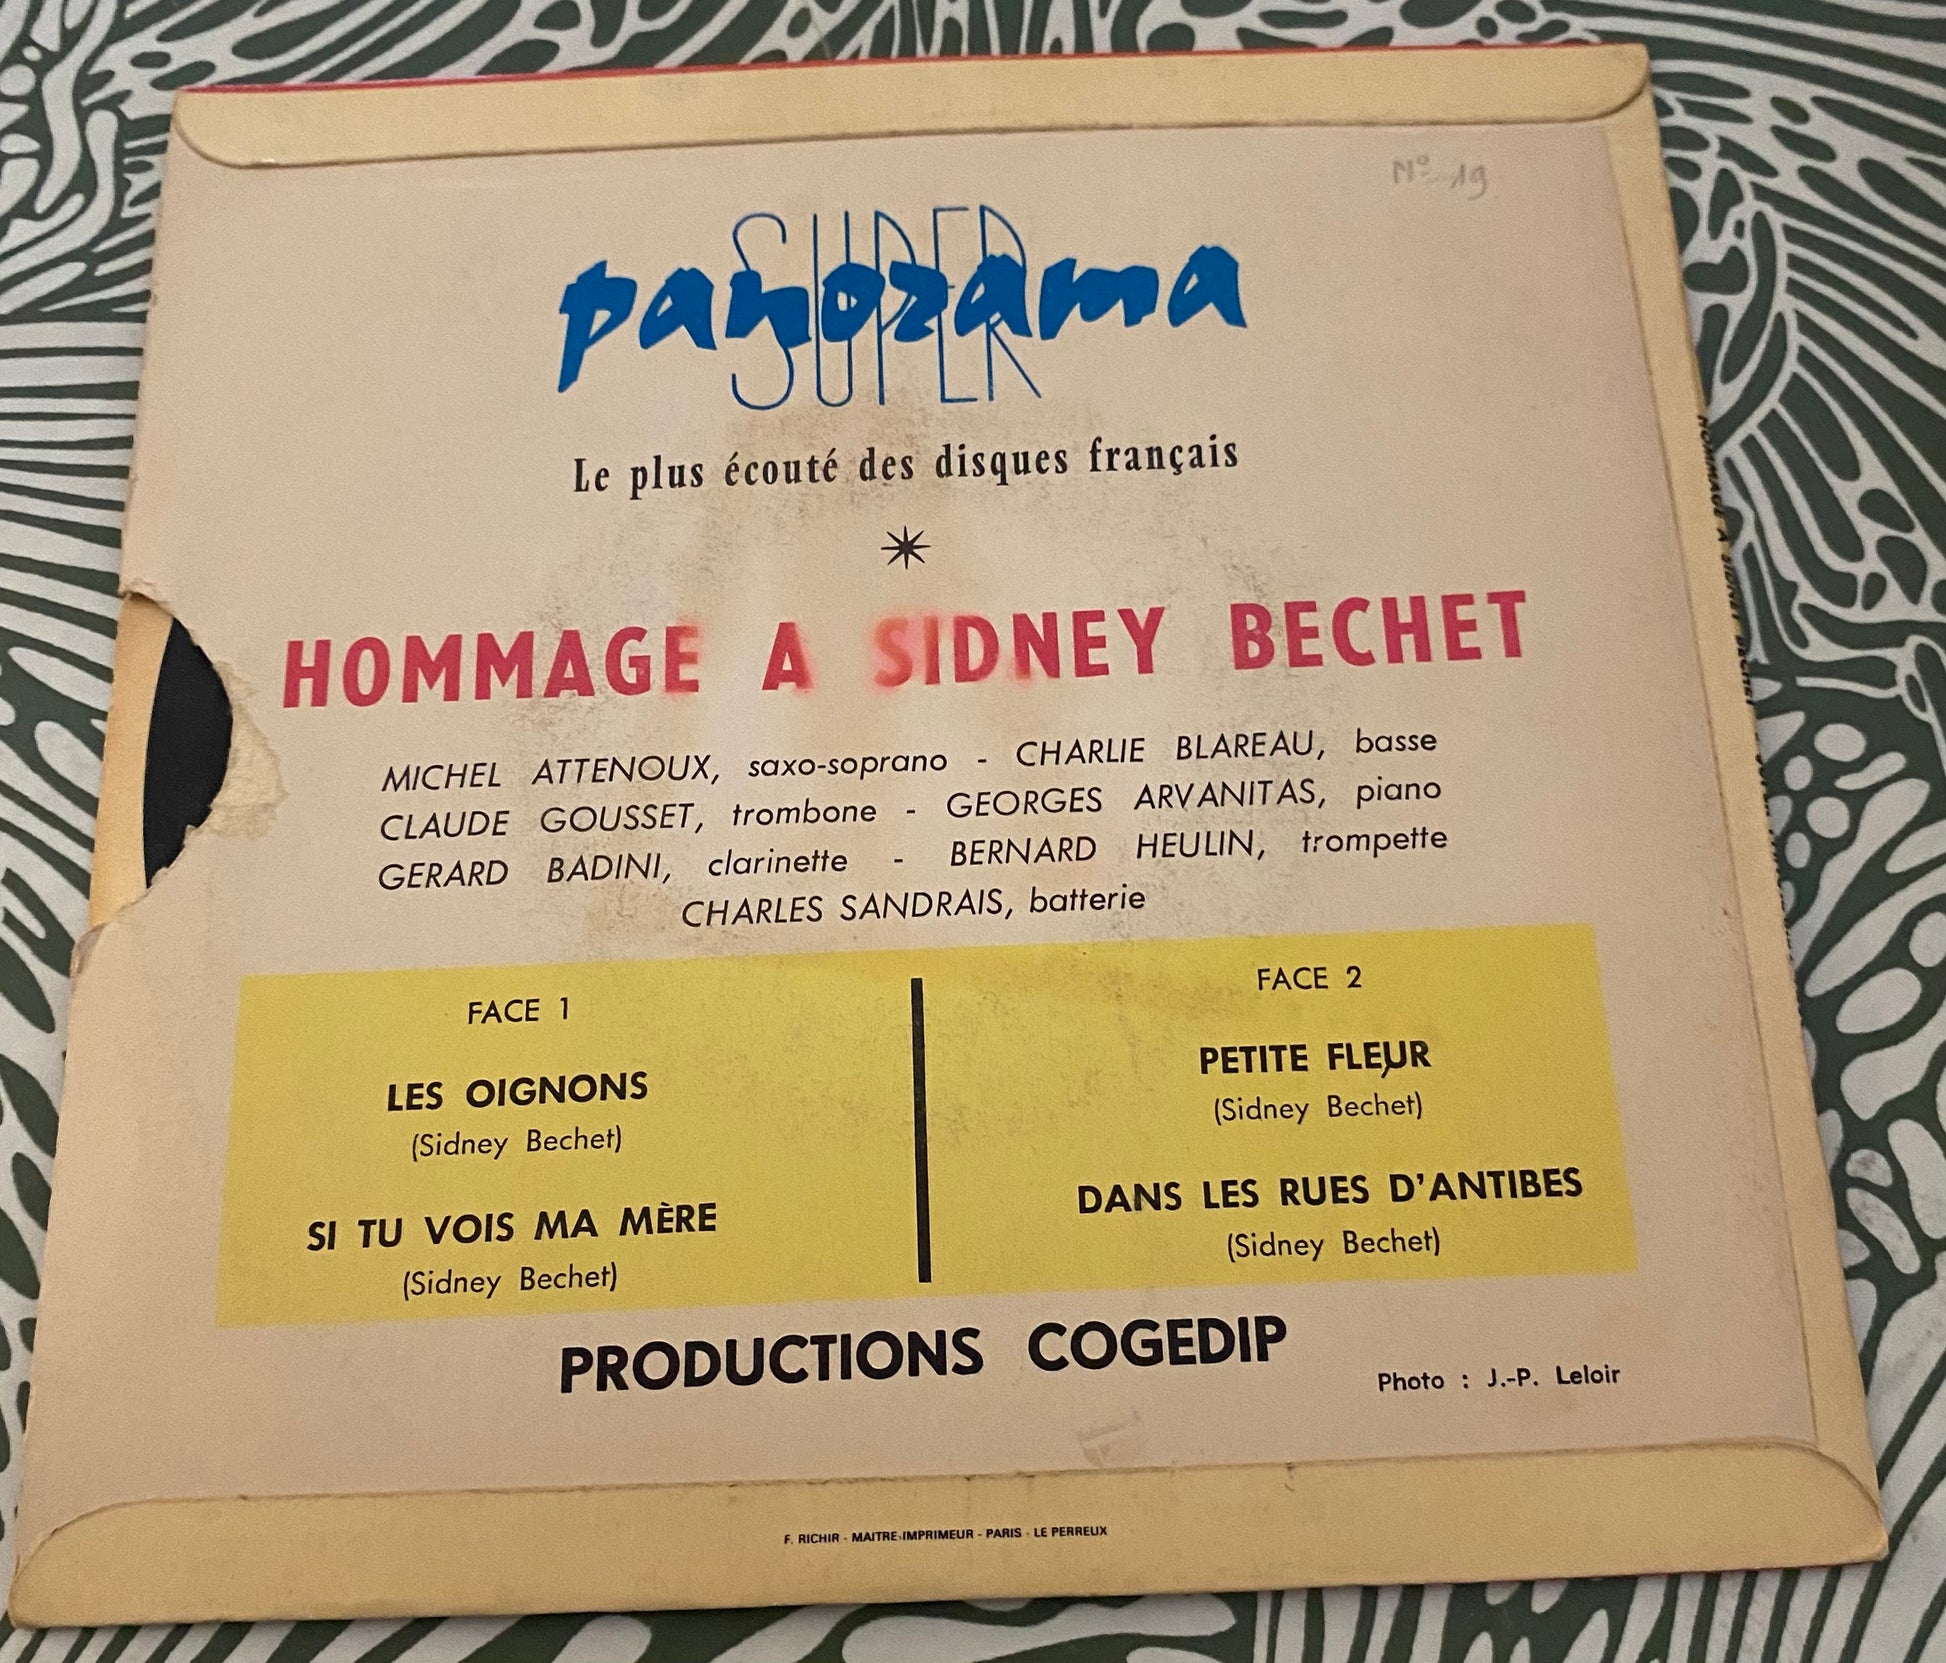 N° 19
SUPER
panorama
Le plus écouté des disques français
HOMMAGE A SIDNEY BECHET
MICHEL ATTENOUX, saxo-soprano - CHARLIE BLAREAU, basse
CLAUDE GOUSSET, trombone - GEORGES ARVANITAS, piano
GERARD BADINI, clarinette - BERNARD HEULIN, trompette
CHARLES SANDRAIS, batterie
FACE 1
LES OIGNONS
(Sidney Bechet)
SI TU VOIS MA MÈRE
(Sidney Bechet)
FACE 2
PETITE FLEUR
(Sidney Bechet)
DANS LES RUES D'ANTIBES
(Sidney Bechet)
PRODUCTIONS COGEDIP
Photo : J.-P. Leloir
F. RICHIR - MAITRE-IMPRIMEUR - PARIS - LE PERREUX
HOMMAGE A SIDNEY BECHET